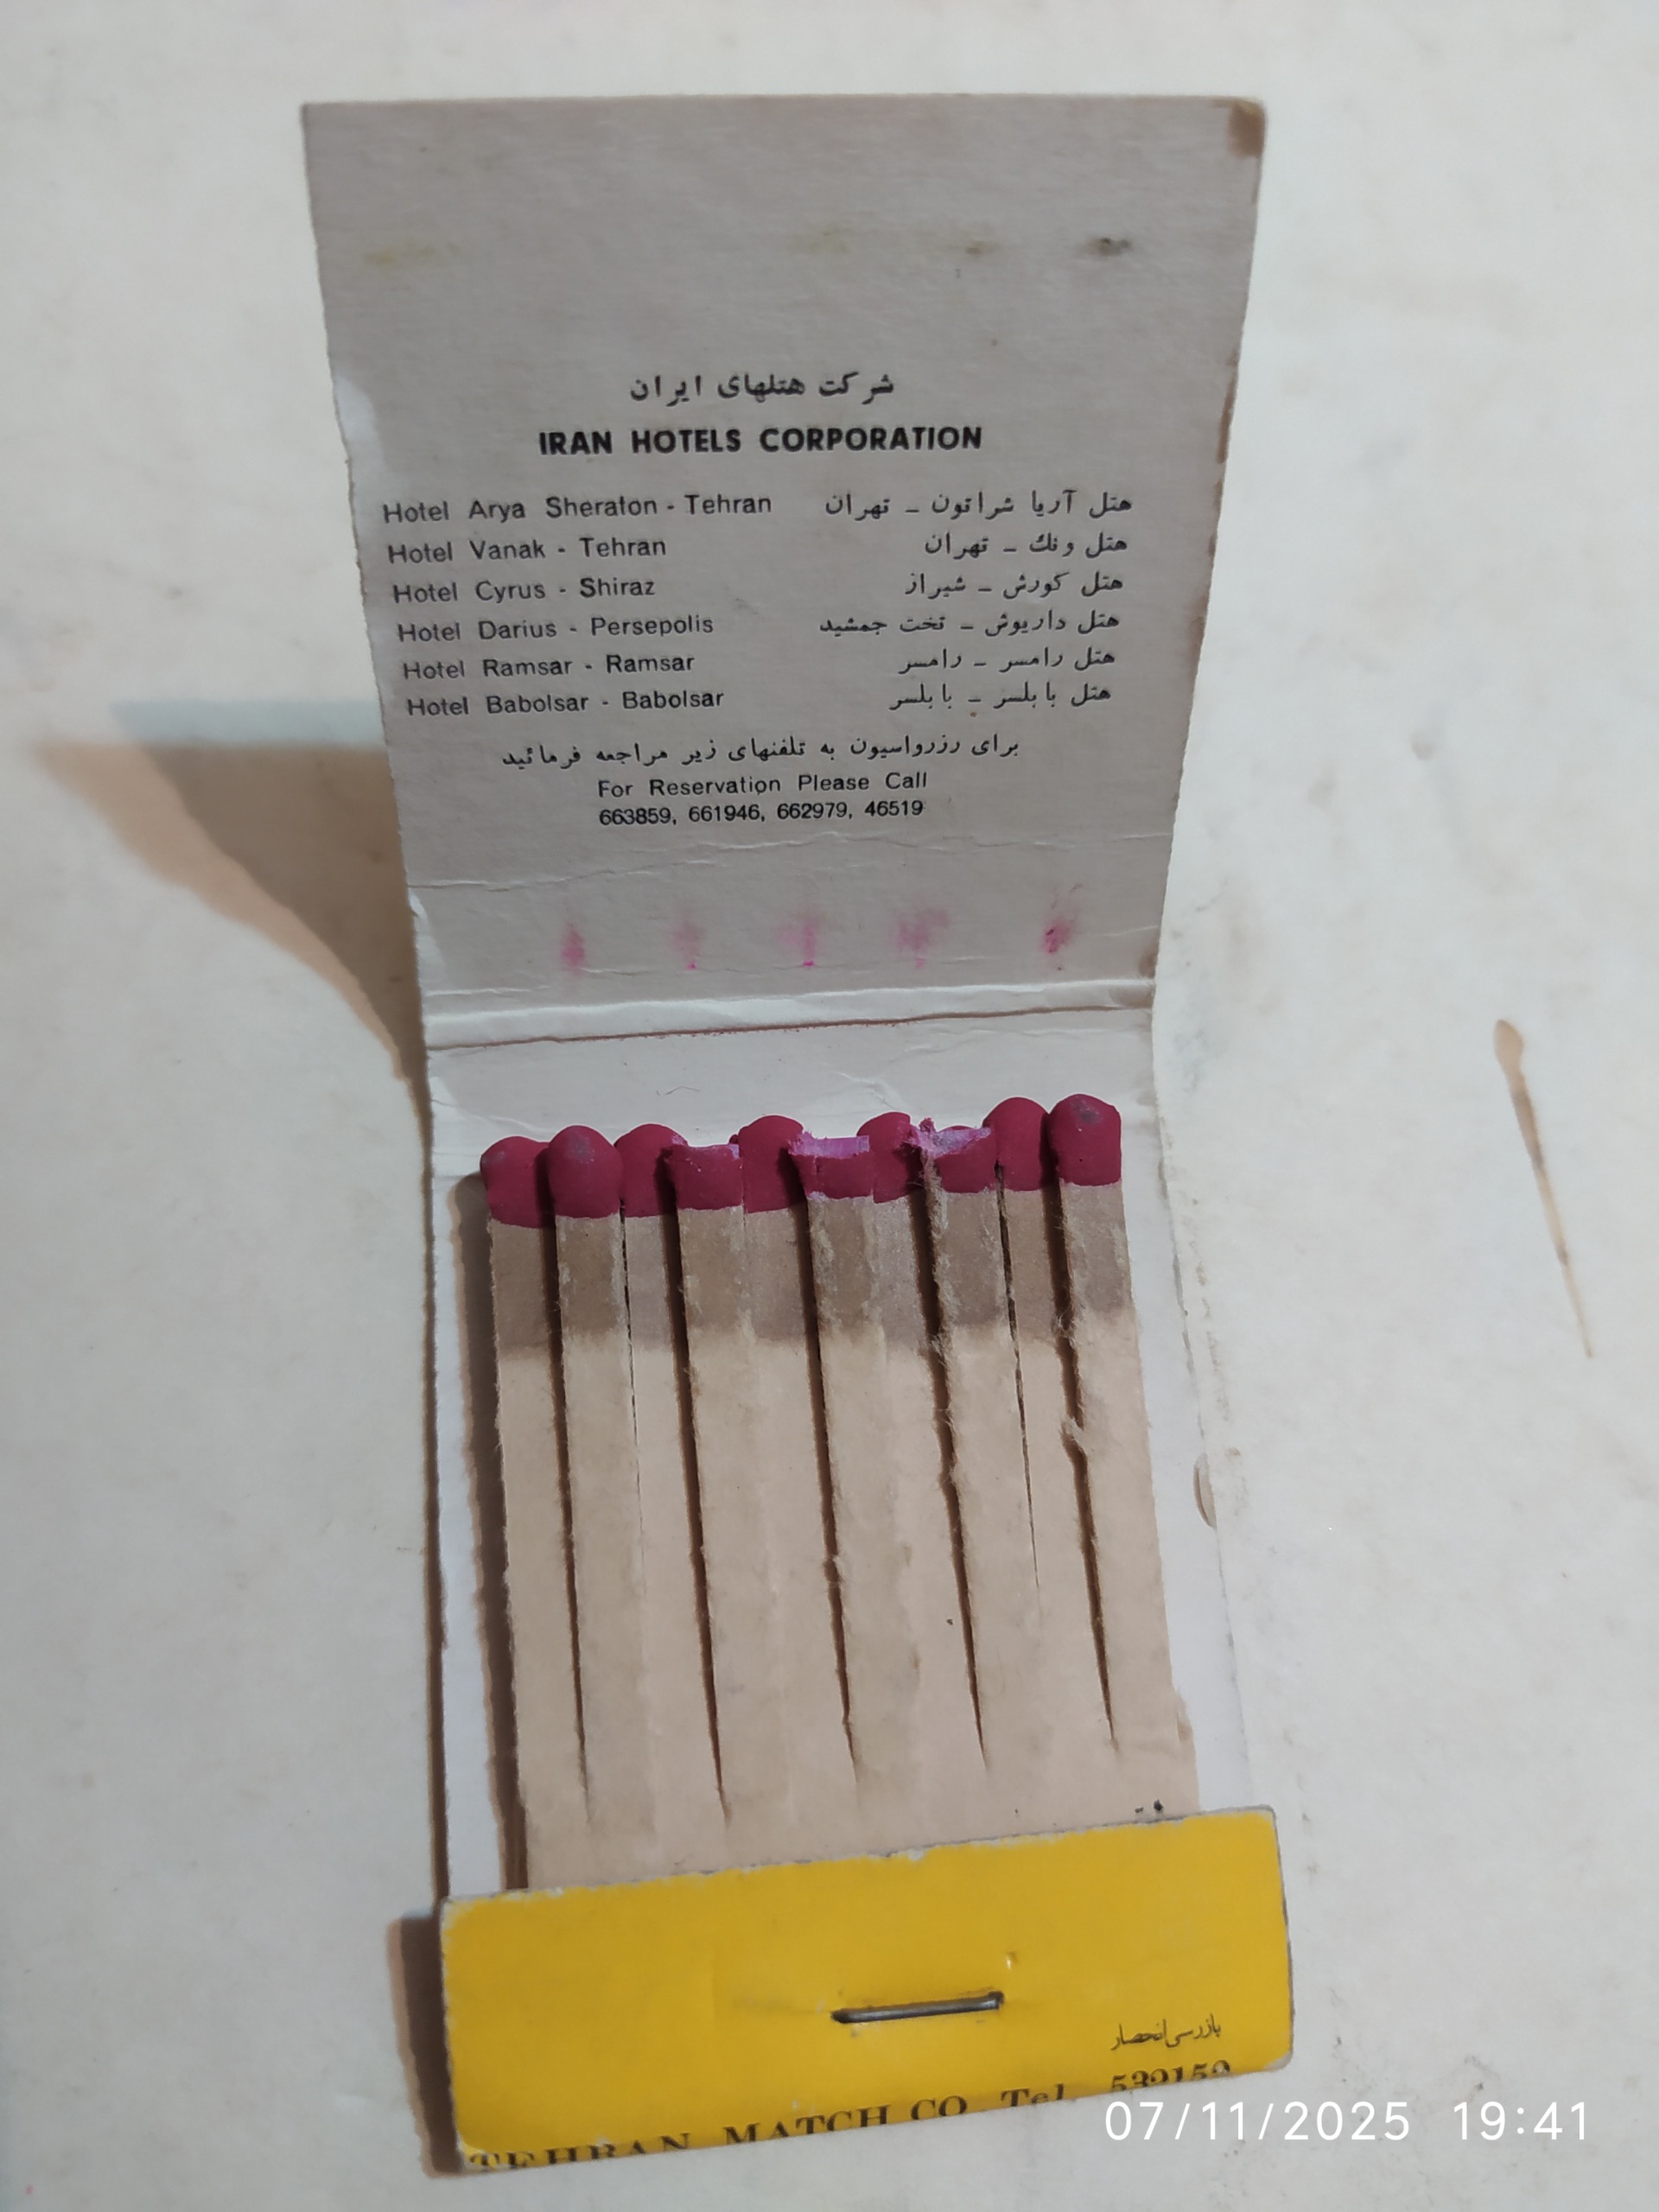 شرکت هتلهای ایران
IRAN HOTELS CORPORATION
Hotel Arya Sheraton - Tehran هتل آریا شراتون ـ تهران
Hotel Vanak - Tehran هتل ونك ـ تهران
Hotel Cyrus - Shiraz هتل کورش ـ شیراز
Hotel Darius - Persepolis هتل داریوش ـ تخت جمشید
Hotel Ramsar - Ramsar هتل رامسر ـ رامسر
Hotel Babolsar - Babolsar هتل بابلسر ـ بابلسر
برای رزرواسیون به تلفنهای زیر مراجعه فرمائید
For Reservation Please Call
663859, 661946, 662979, 46519
بازرسی انحصار
TEHRAN MATCH CO. Tel. 532152
07/11/2025 19:41